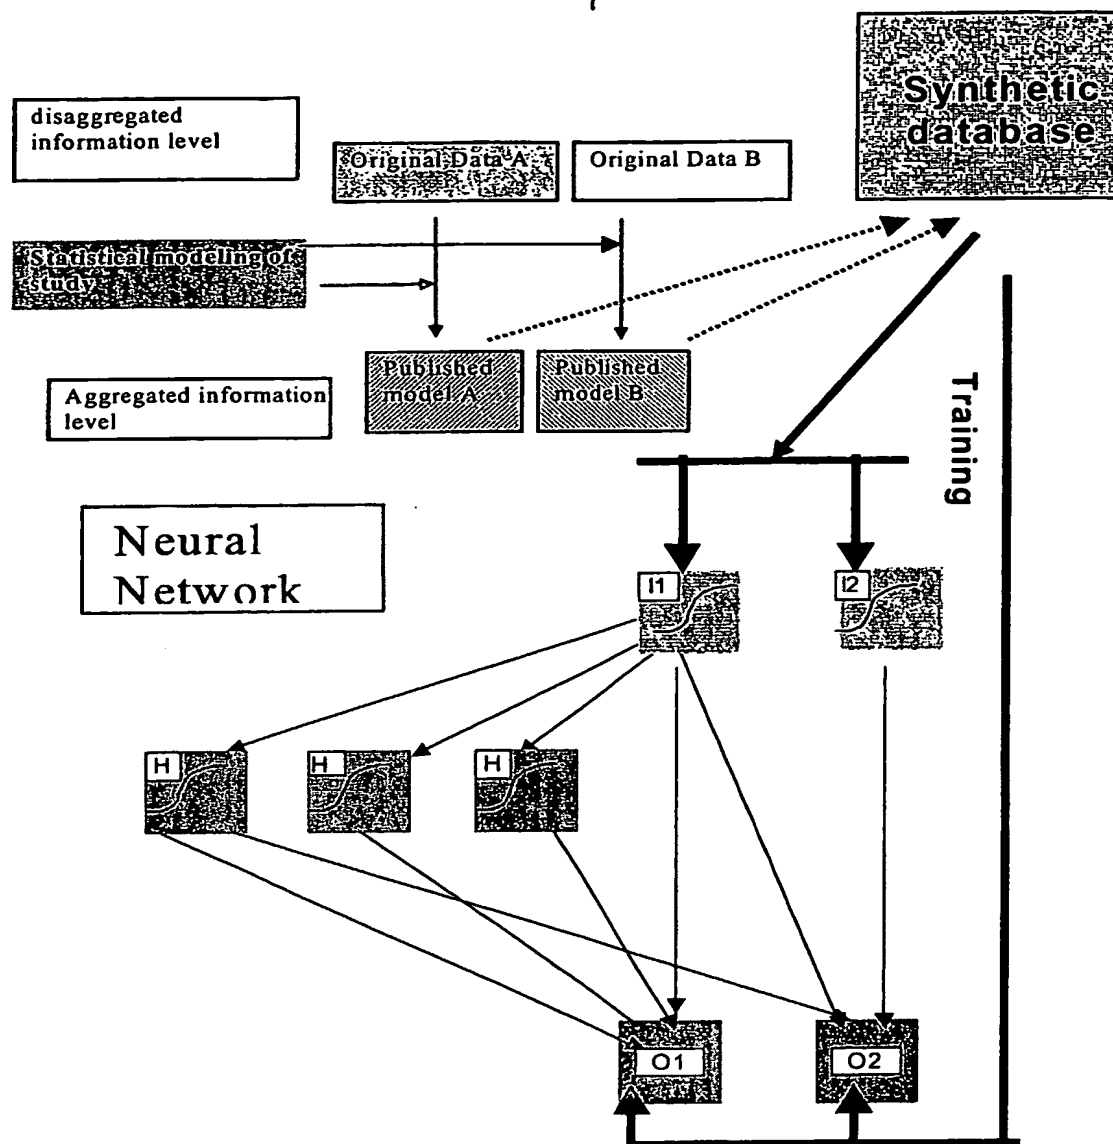 Synthetic
database
disaggregated
information level
Original Data A
Original Data B
Statistical modeling of
study
Published
model A
Published
model B
Aggregated information
level
Training
Neural
Network
I1
I2
H
H
H
O1
O2